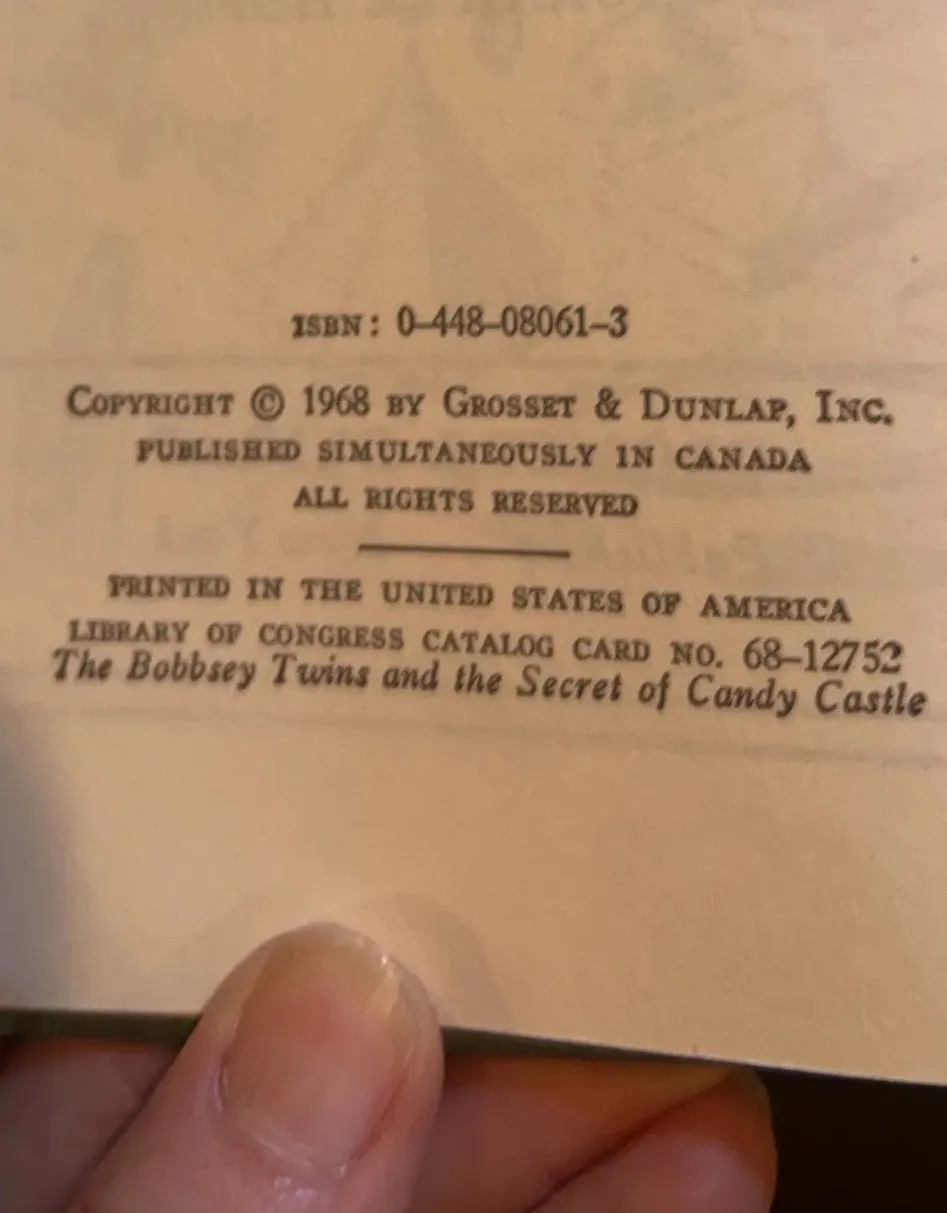 ISBN: 0-448-08061-3
COPYRIGHT © 1968 BY GROSSET & DUNLAP, INC.
PUBLISHED SIMULTANEOUSLY IN CANADA
ALL RIGHTS RESERVED
PRINTED IN THE UNITED STATES OF AMERICA
LIBRARY OF CONGRESS CATALOG CARD NO. 68-12752
The Bobbsey Twins and the Secret of Candy Castle